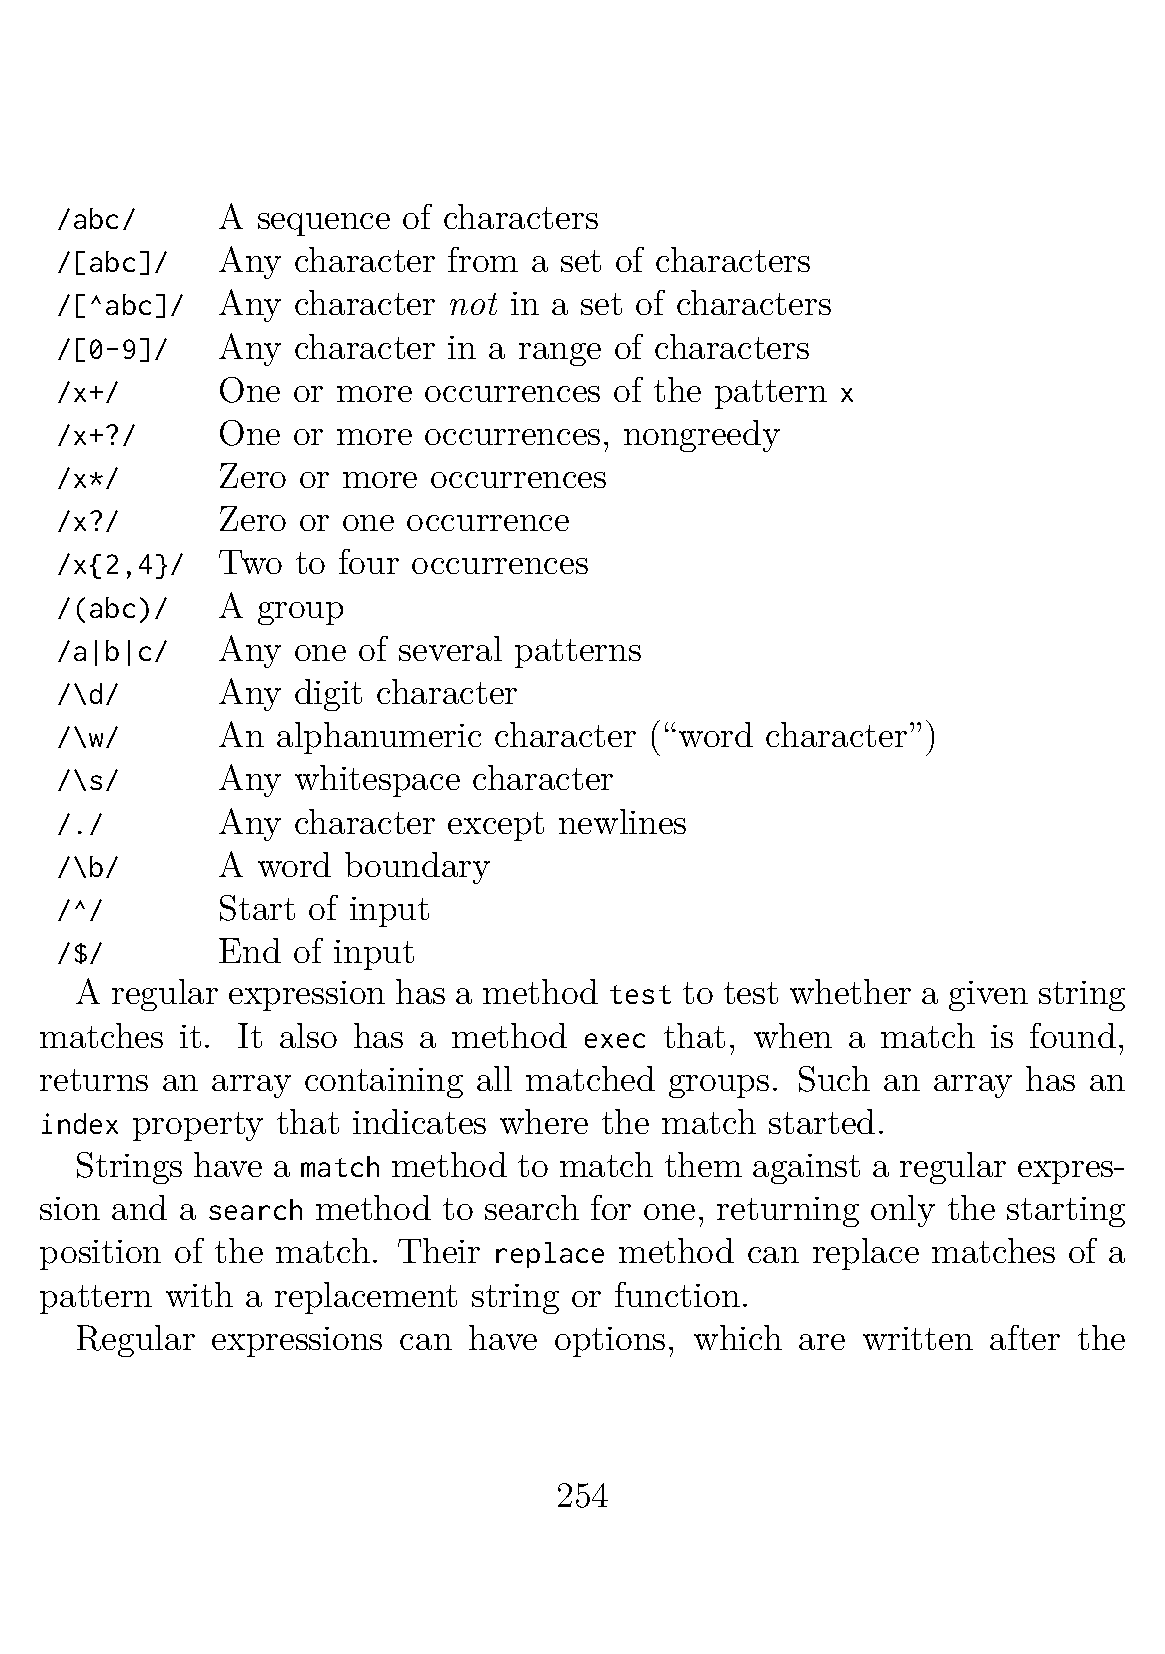 /abc/ A sequence of characters
/[abc]/ Any character from a set of characters
/[^abc]/ Any character not in a set of characters
/[0-9]/ Any character in a range of characters
/x+/ One or more occurrences of the pattern x
/x+?/ One or more occurrences, nongreedy
/x*/ Zero or more occurrences
/x?/ Zero or one occurrence
/x{2,4}/ Two to four occurrences
/(abc)/ A group
/a|b|c/ Any one of several patterns
/\d/ Any digit character
/\w/ An alphanumeric character (“word character”)
/\s/ Any whitespace character
/./ Any character except newlines
/\b/ A word boundary
/^/ Start of input
/$/ End of input
A regular expression has a method test to test whether a given string
matches it. It also has a method exec that, when a match is found,
returns an array containing all matched groups. Such an array has an
index property that indicates where the match started.
Strings have a match method to match them against a regular expres-
sion and a search method to search for one, returning only the starting
position of the match. Their replace method can replace matches of a
pattern with a replacement string or function.
Regular expressions can have options, which are written after the
254